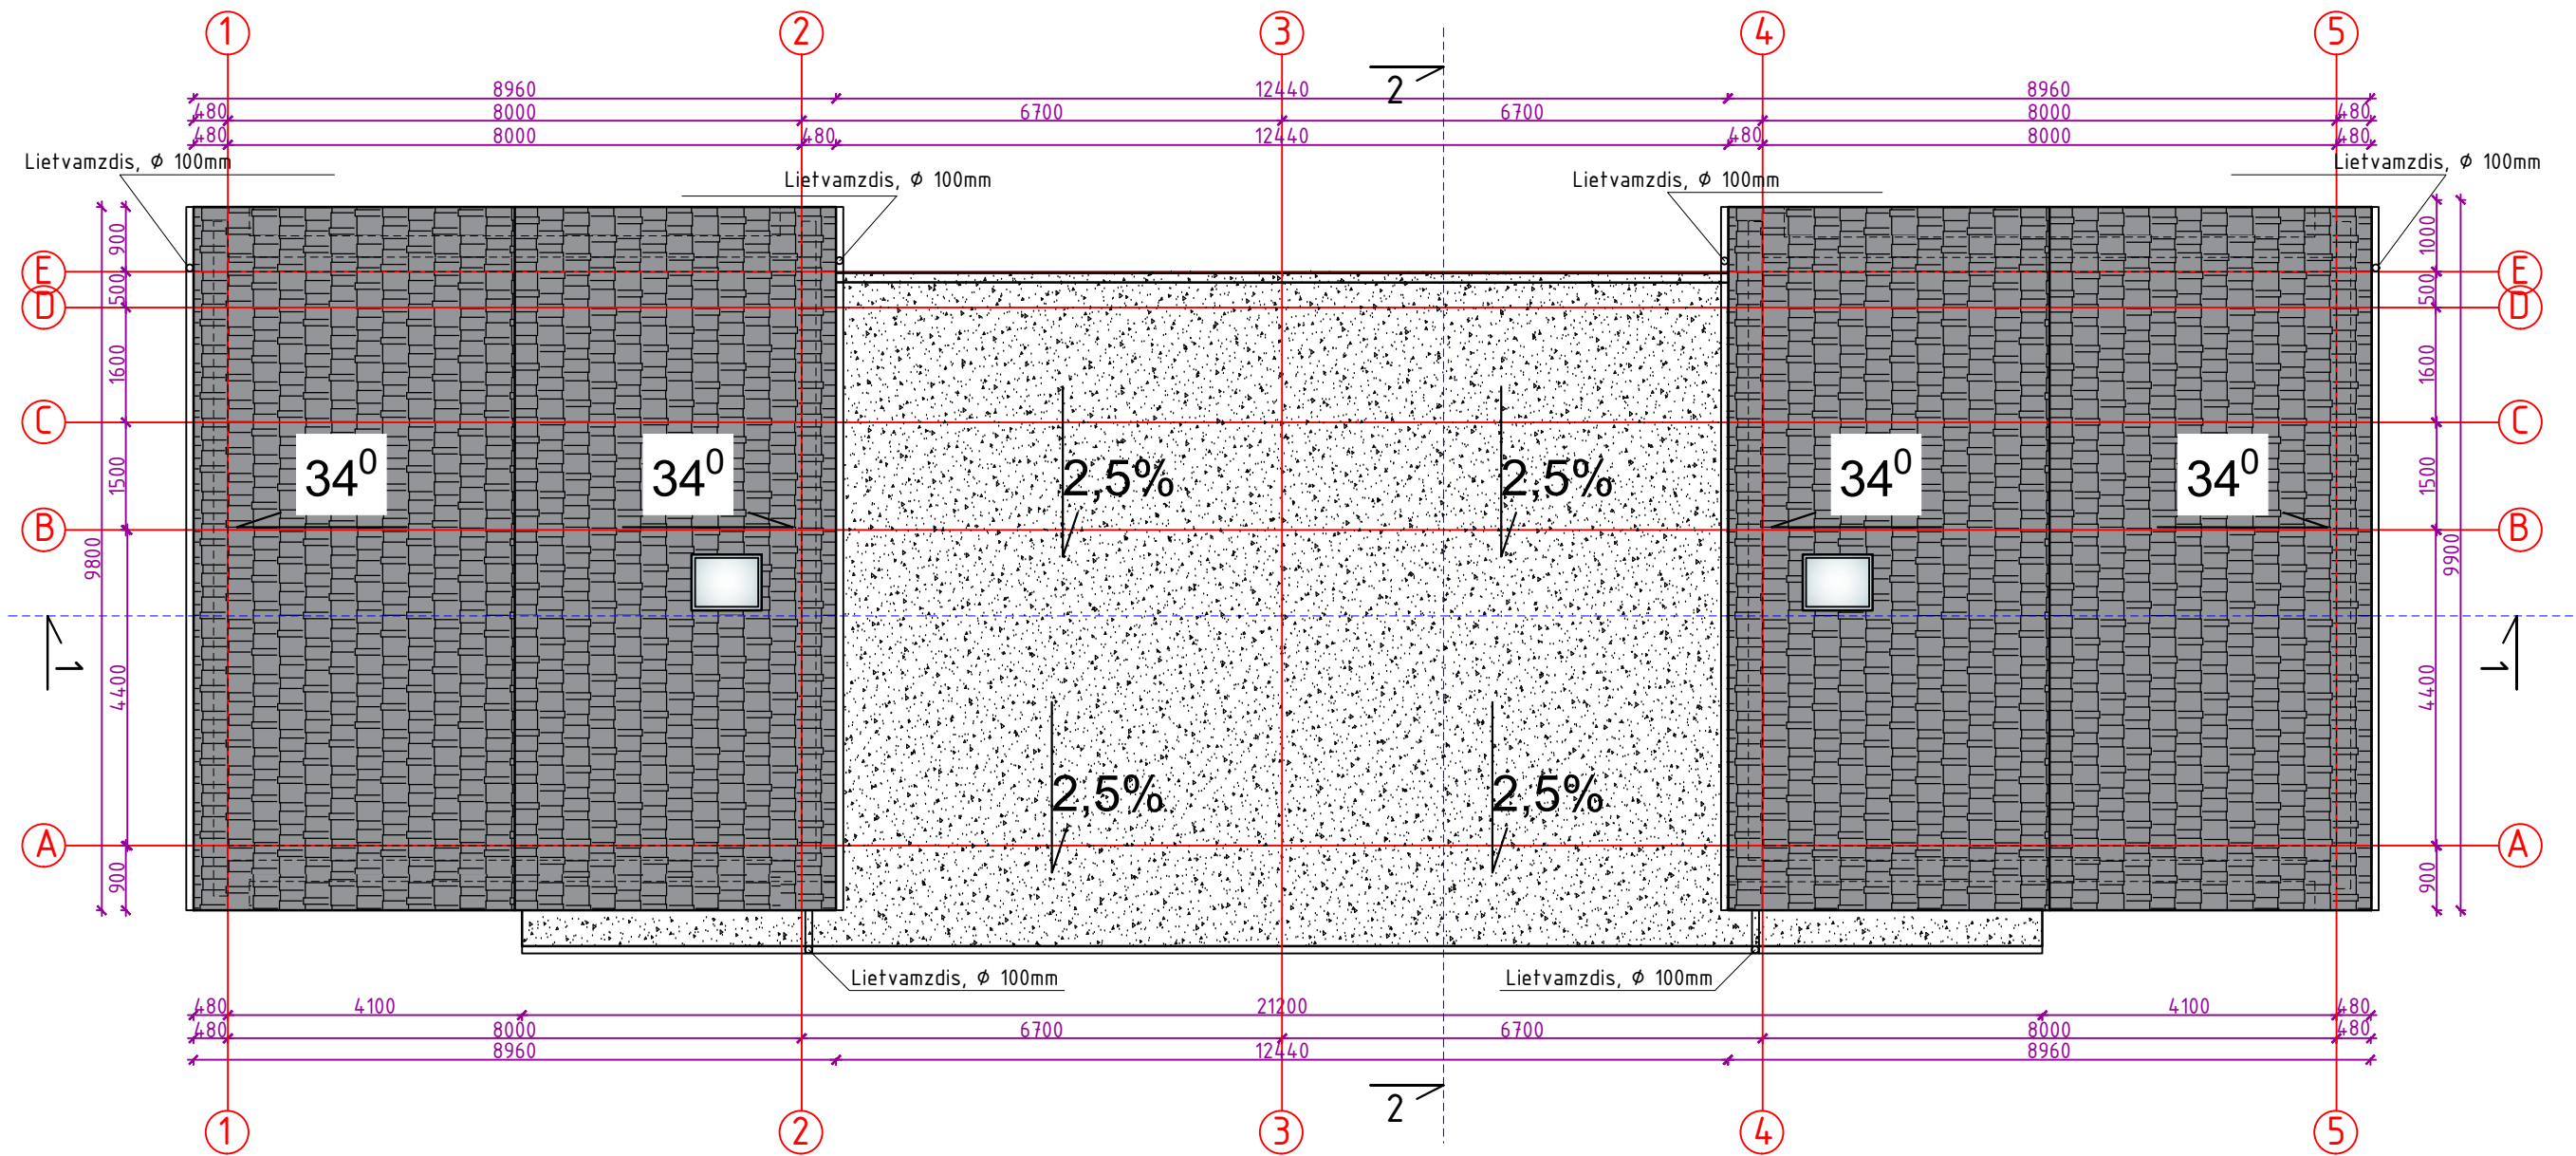 1 2 3 4 5
2
8960 12440 8960
480 8000 6700 6700 8000 480
480 8000 480 12440 480 8000 480
Lietvamzdis, Ø 100mm
Lietvamzdis, Ø 100mm
Lietvamzdis, Ø 100mm
Lietvamzdis, Ø 100mm
900 1000
E E
500 500
D D
1600 1600
C C
34⁰ 34⁰ 2,5% 2,5% 34⁰ 34⁰
1500 1500
B B
9800 9900
1 1
4400 4400
2,5% 2,5%
A A
900 900
Lietvamzdis, Ø 100mm Lietvamzdis, Ø 100mm
480 4100 21200 4100 480
480 8000 6700 6700 8000 480
8960 12440 8960
2
1 2 3 4 5